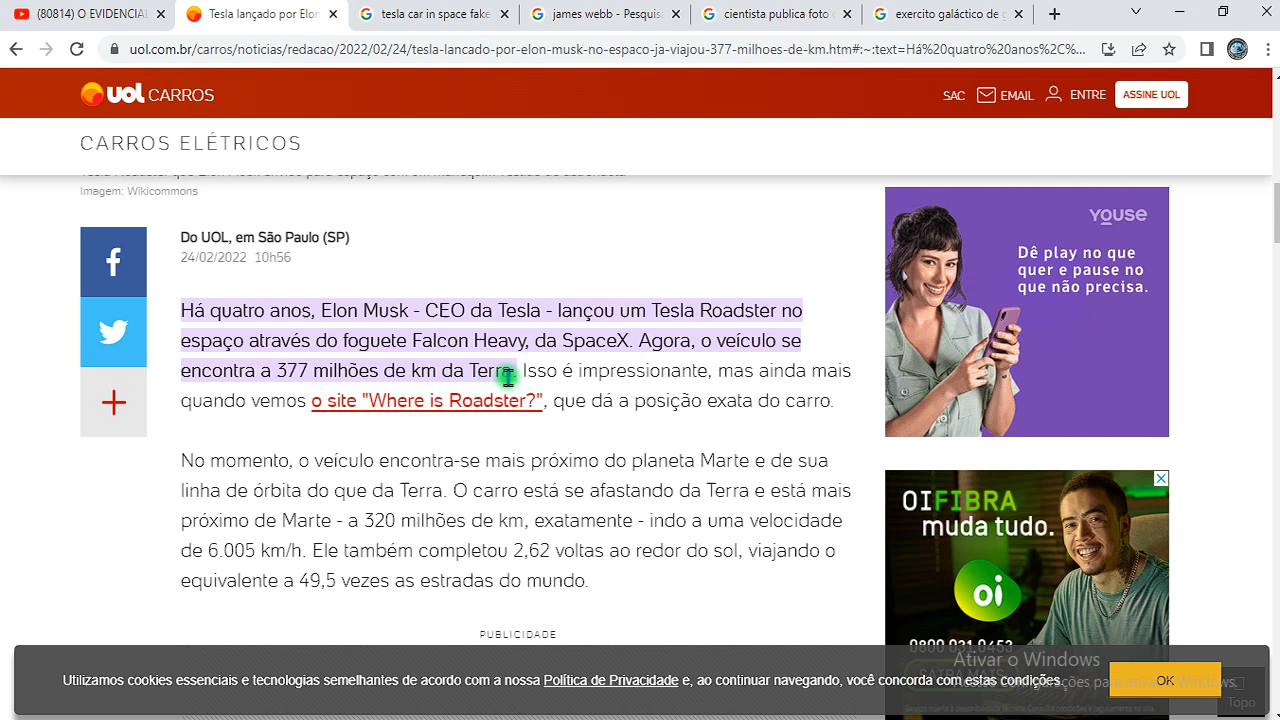 (80814) O EVIDENCIAL
Tesla lançado por Elon
tesla car in space fake
james webb - Pesquis
cientista publica foto
exercito galáctico de g
uol.com.br/carros/noticias/redacao/2022/02/24/tesla-lancado-por-elon-musk-no-espaco-ja-viajou-377-milhoes-de-km.htm#:~:text=Há%20quatro%20anos%2C%...
uol CARROS
SAC
EMAIL
ENTRE
ASSINE UOL
CARROS ELÉTRICOS
Imagem: Wikicommons
Do UOL, em São Paulo (SP)
24/02/2022 10h56
Há quatro anos, Elon Musk - CEO da Tesla - lançou um Tesla Roadster no
espaço através do foguete Falcon Heavy, da SpaceX. Agora, o veículo se
encontra a 377 milhões de km da Terra. Isso é impressionante, mas ainda mais
quando vemos o site "Where is Roadster?", que dá a posição exata do carro.
No momento, o veículo encontra-se mais próximo do planeta Marte e de sua
linha de órbita do que da Terra. O carro está se afastando da Terra e está mais
próximo de Marte - a 320 milhões de km, exatamente - indo a uma velocidade
de 6.005 km/h. Ele também completou 2,62 voltas ao redor do sol, viajando o
equivalente a 49,5 vezes as estradas do mundo.
PUBLICIDADE
YOUSE
Dê play no que
quer e pause no
que não precisa.
OIFIBRA
muda tudo.
oi
0800 031 0453
Ativar o Windows
Utilizamos cookies essenciais e tecnologias semelhantes de acordo com a nossa Política de Privacidade e, ao continuar navegando, você concorda com estas condições.
OK
Topo